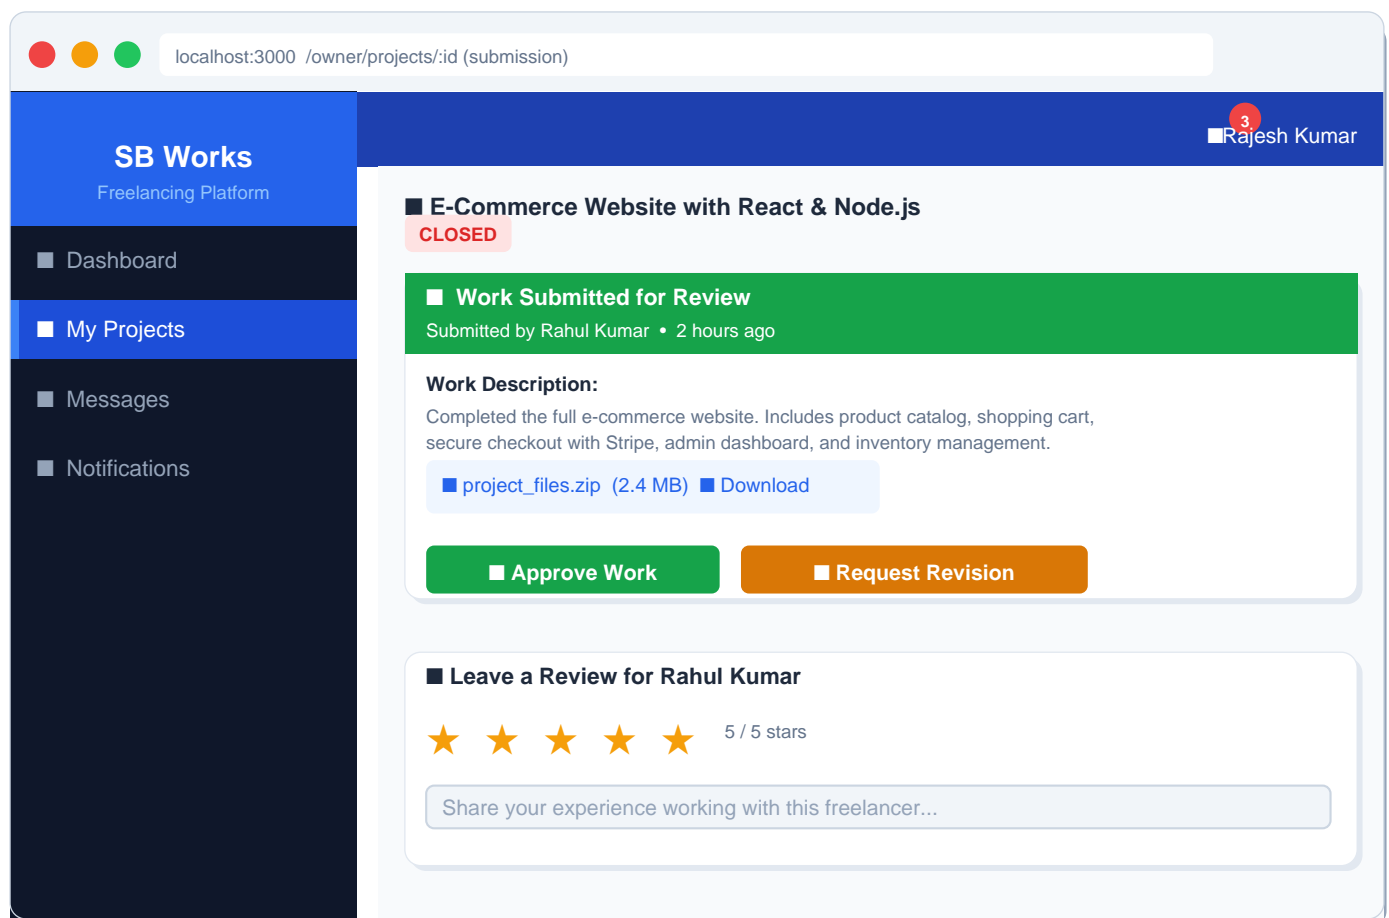 localhost:3000 /owner/projects/:id (submission)
SB Works
Freelancing Platform
3
Rajesh Kumar
Dashboard
My Projects
Messages
Notifications
E-Commerce Website with React & Node.js
CLOSED
Work Submitted for Review
Submitted by Rahul Kumar • 2 hours ago
Work Description:
Completed the full e-commerce website. Includes product catalog, shopping cart,
secure checkout with Stripe, admin dashboard, and inventory management.
project_files.zip (2.4 MB) Download
Approve Work
Request Revision
Leave a Review for Rahul Kumar
5 / 5 stars
Share your experience working with this freelancer...